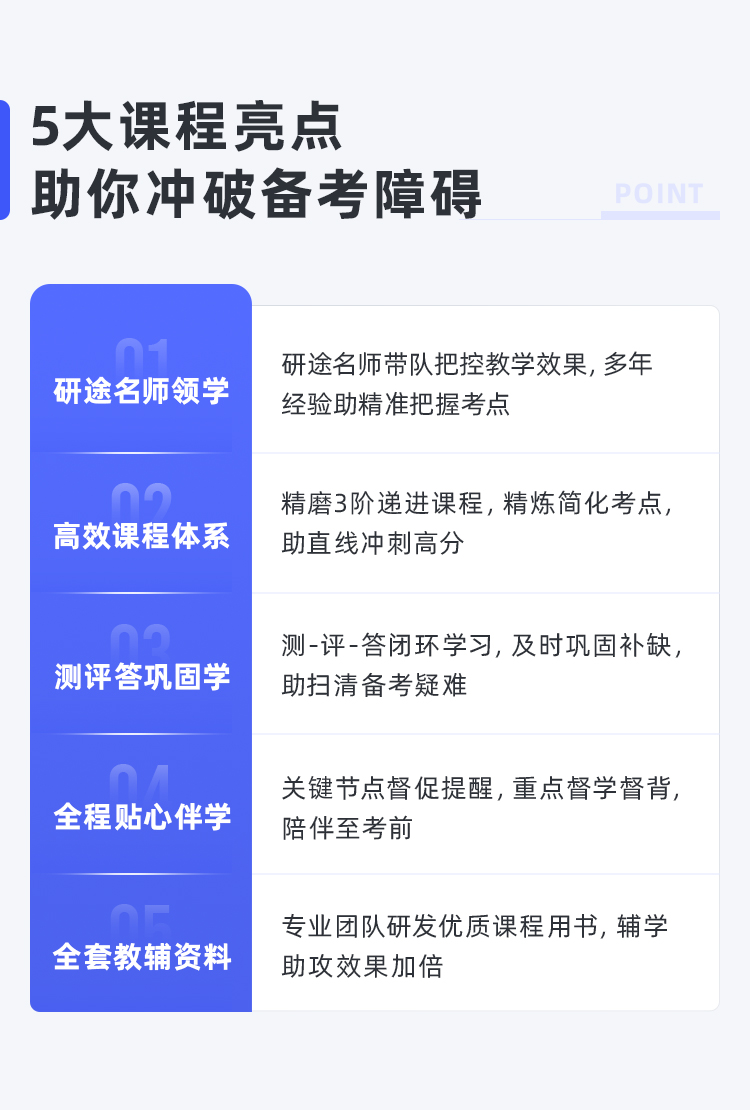 5大课程亮点
助你冲破备考障碍
POINT
01
研途名师领学
研途名师带队把控教学效果, 多年
经验助精准把握考点
02
高效课程体系
精磨3阶递进课程, 精炼简化考点,
助直线冲刺高分
03
测评答巩固学
测-评-答闭环学习, 及时巩固补缺,
助扫清备考疑难
04
全程贴心伴学
关键节点督促提醒, 重点督学督背,
陪伴至考前
05
全套教辅资料
专业团队研发优质课程用书, 辅学
助攻效果加倍